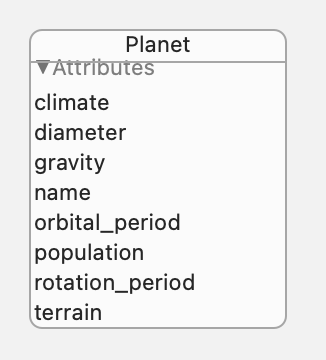 Planet
▼Attributes
climate
diameter
gravity
name
orbital_period
population
rotation_period
terrain